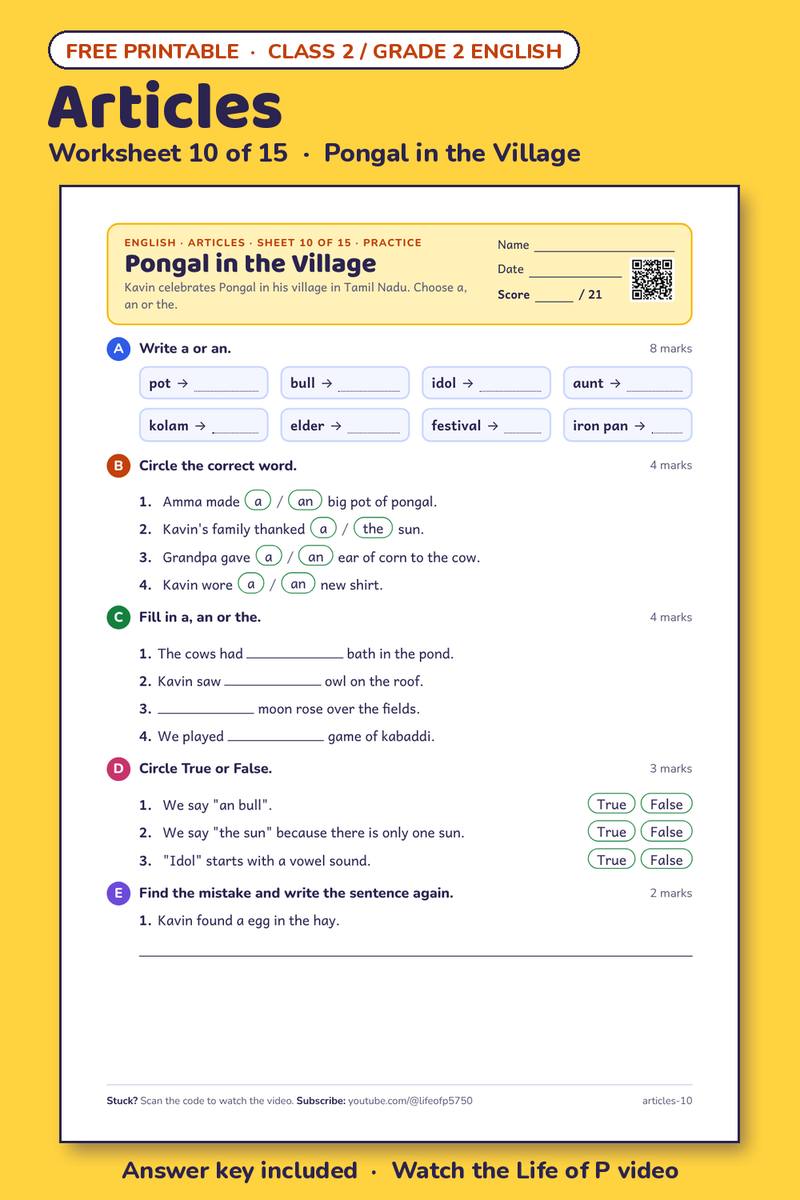 FREE PRINTABLE · CLASS 2 / GRADE 2 ENGLISH
Articles
Worksheet 10 of 15 · Pongal in the Village
ENGLISH · ARTICLES · SHEET 10 OF 15 · PRACTICE
Pongal in the Village
Kavin celebrates Pongal in his village in Tamil Nadu. Choose a,
an or the.
Name
Date
Score / 21
A Write a or an. 8 marks
pot → bull → idol → aunt →
kolam → elder → festival → iron pan →
B Circle the correct word. 4 marks
1. Amma made a / an big pot of pongal.
2. Kavin's family thanked a / the sun.
3. Grandpa gave a / an ear of corn to the cow.
4. Kavin wore a / an new shirt.
C Fill in a, an or the. 4 marks
1. The cows had ____________ bath in the pond.
2. Kavin saw ____________ owl on the roof.
3. ____________ moon rose over the fields.
4. We played ____________ game of kabaddi.
D Circle True or False. 3 marks
1. We say "an bull". True False
2. We say "the sun" because there is only one sun. True False
3. "Idol" starts with a vowel sound. True False
E Find the mistake and write the sentence again. 2 marks
1. Kavin found a egg in the hay.
Stuck? Scan the code to watch the video. Subscribe: youtube.com/@lifeofp5750 articles-10
Answer key included · Watch the Life of P video